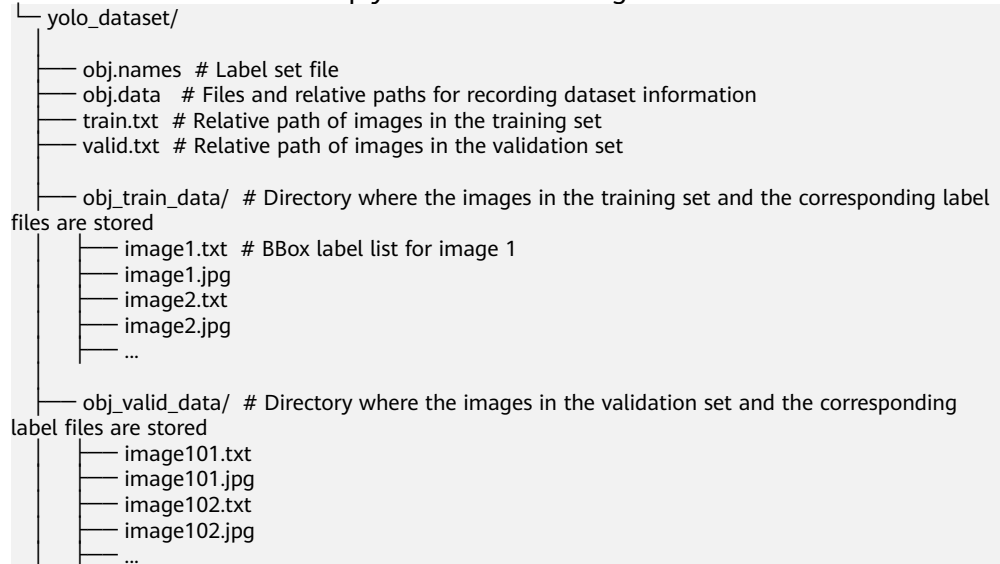 └─ yolo_dataset/
│
├── obj.names # Label set file
├── obj.data # Files and relative paths for recording dataset information
├── train.txt # Relative path of images in the training set
├── valid.txt # Relative path of images in the validation set
│
├── obj_train_data/ # Directory where the images in the training set and the corresponding label
files are stored
│ ├── image1.txt # BBox label list for image 1
│ ├── image1.jpg
│ ├── image2.txt
│ ├── image2.jpg
│ ├── ...
│
├── obj_valid_data/ # Directory where the images in the validation set and the corresponding
label files are stored
│ ├── image101.txt
│ ├── image101.jpg
│ ├── image102.txt
│ ├── image102.jpg
│ ├── ...